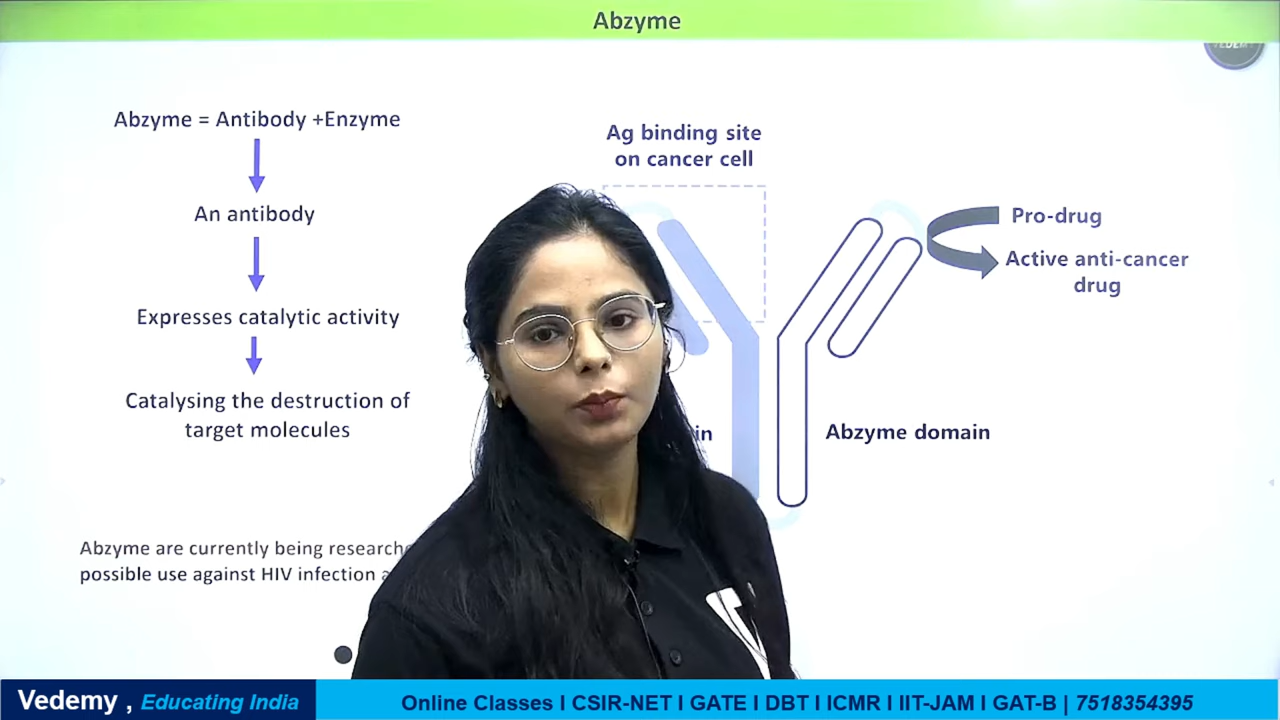 Abzyme
VEDEMY
Abzyme = Antibody +Enzyme
An antibody
Expresses catalytic activity
Catalysing the destruction of
target molecules
Abzyme are currently being
possible use against HIV infection
Ag binding site
on cancer cell
Pro-drug
Active anti-cancer
drug
Abzyme domain
Vedemy , Educating India
Online Classes I CSIR-NET I GATE I DBT I ICMR I IIT-JAM I GAT-B | 7518354395